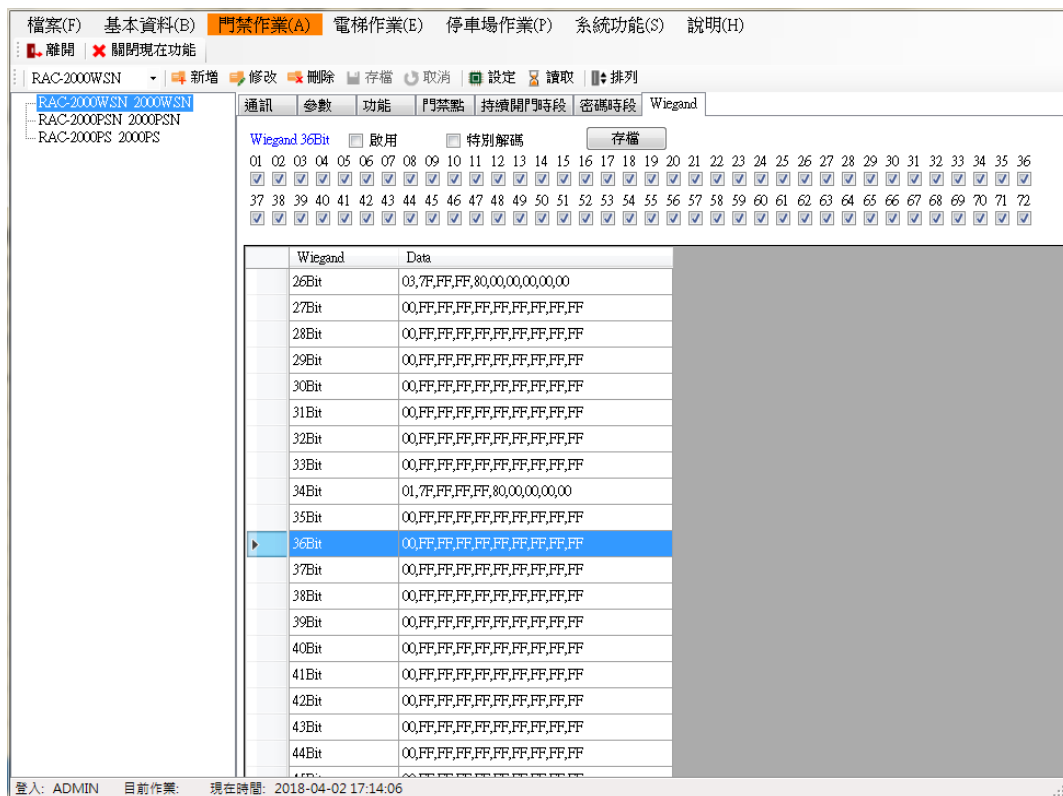 檔案(F) 基本資料(B) 門禁作業(A) 電梯作業(E) 停車場作業(P) 系統功能(S) 說明(H)
離開 關閉現在功能
RAC-2000WSN 新增 修改 刪除 存檔 取消 設定 讀取 排列
RAC-2000WSN 2000WSN
RAC-2000PSN 2000PSN
RAC-2000PS 2000PS
通訊 參數 功能 門禁點 持續開門時段 密碼時段 Wiegand
Wiegand 36Bit 啟用 特別解碼 存檔
01 02 03 04 05 06 07 08 09 10 11 12 13 14 15 16 17 18 19 20 21 22 23 24 25 26 27 28 29 30 31 32 33 34 35 36
37 38 39 40 41 42 43 44 45 46 47 48 49 50 51 52 53 54 55 56 57 58 59 60 61 62 63 64 65 66 67 68 69 70 71 72
Wiegand Data
26Bit 03,7F,FF,FF,80,00,00,00,00,00
27Bit 00,FF,FF,FF,FF,FF,FF,FF,FF,FF
28Bit 00,FF,FF,FF,FF,FF,FF,FF,FF,FF
29Bit 00,FF,FF,FF,FF,FF,FF,FF,FF,FF
30Bit 00,FF,FF,FF,FF,FF,FF,FF,FF,FF
31Bit 00,FF,FF,FF,FF,FF,FF,FF,FF,FF
32Bit 00,FF,FF,FF,FF,FF,FF,FF,FF,FF
33Bit 00,FF,FF,FF,FF,FF,FF,FF,FF,FF
34Bit 01,7F,FF,FF,FF,80,00,00,00,00
35Bit 00,FF,FF,FF,FF,FF,FF,FF,FF,FF
36Bit 00,FF,FF,FF,FF,FF,FF,FF,FF,FF
37Bit 00,FF,FF,FF,FF,FF,FF,FF,FF,FF
38Bit 00,FF,FF,FF,FF,FF,FF,FF,FF,FF
39Bit 00,FF,FF,FF,FF,FF,FF,FF,FF,FF
40Bit 00,FF,FF,FF,FF,FF,FF,FF,FF,FF
41Bit 00,FF,FF,FF,FF,FF,FF,FF,FF,FF
42Bit 00,FF,FF,FF,FF,FF,FF,FF,FF,FF
43Bit 00,FF,FF,FF,FF,FF,FF,FF,FF,FF
44Bit 00,FF,FF,FF,FF,FF,FF,FF,FF,FF
登入: ADMIN 目前作業: 現在時間: 2018-04-02 17:14:06